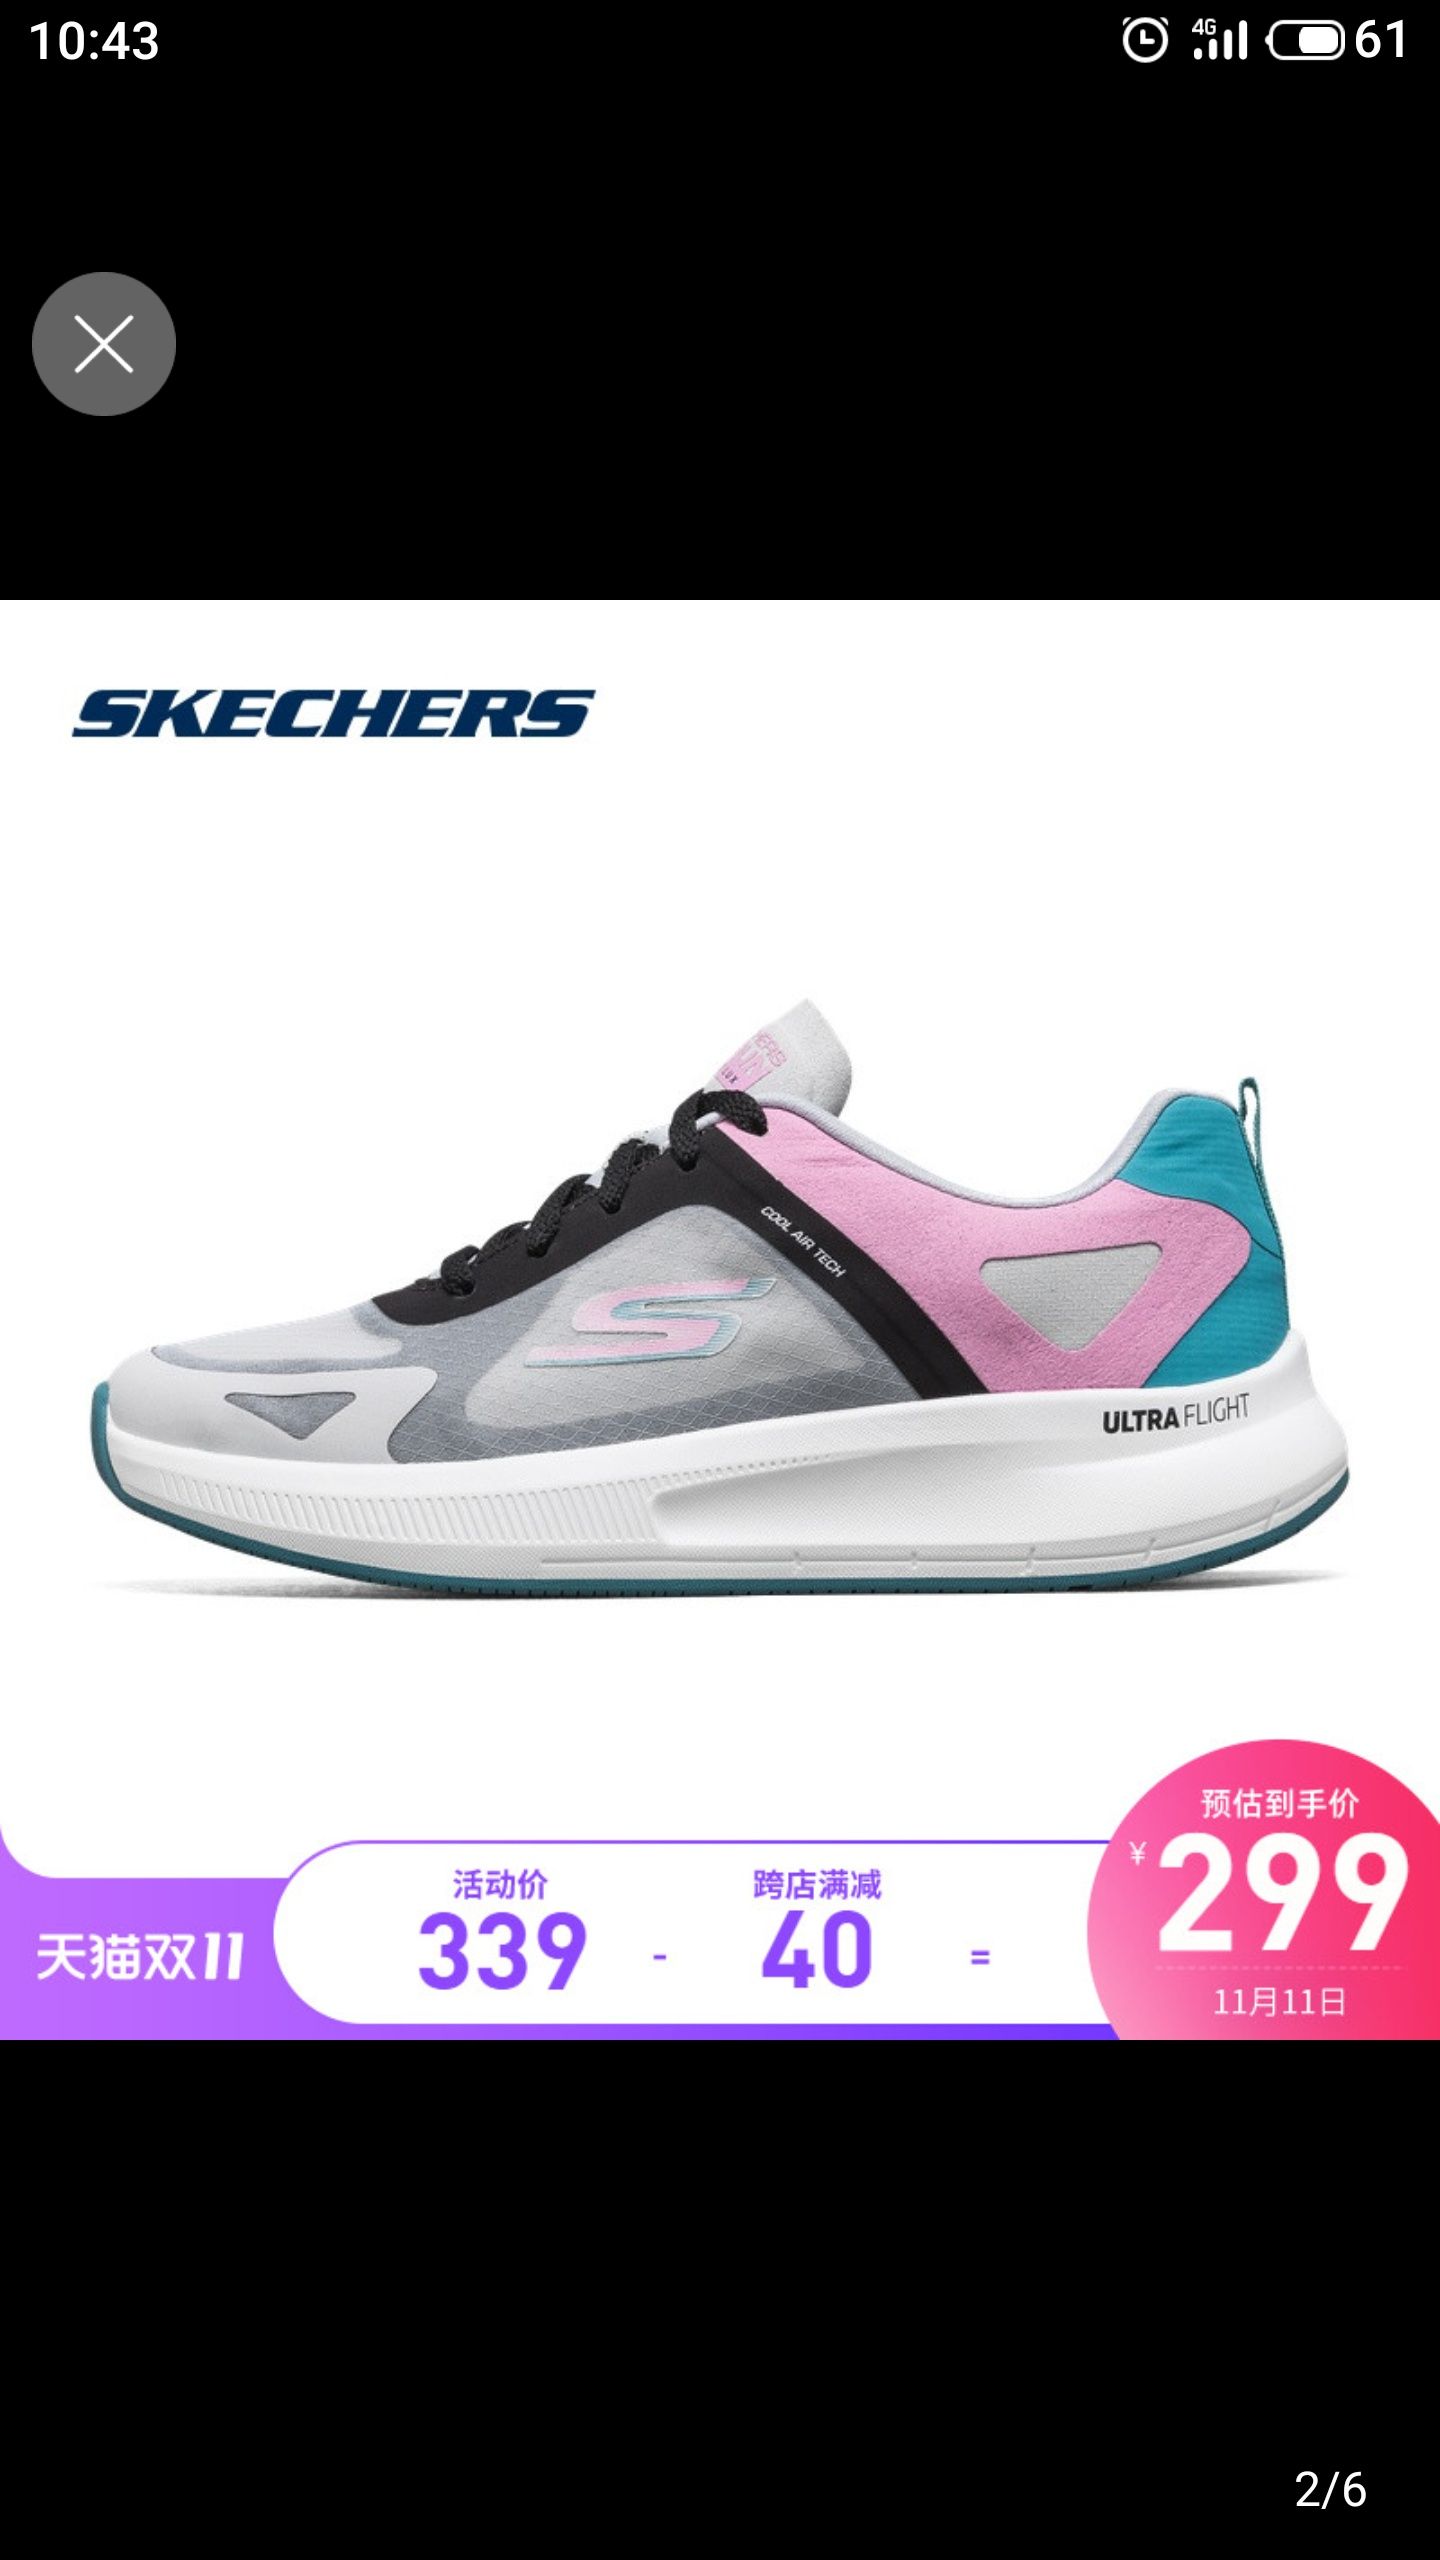 10:43
4G
61
SKECHERS
COOL AIR TECH
ULTRA FLIGHT
预估到手价
¥299
活动价
跨店满减
天猫双11
339 - 40 =
11月11日
2/6